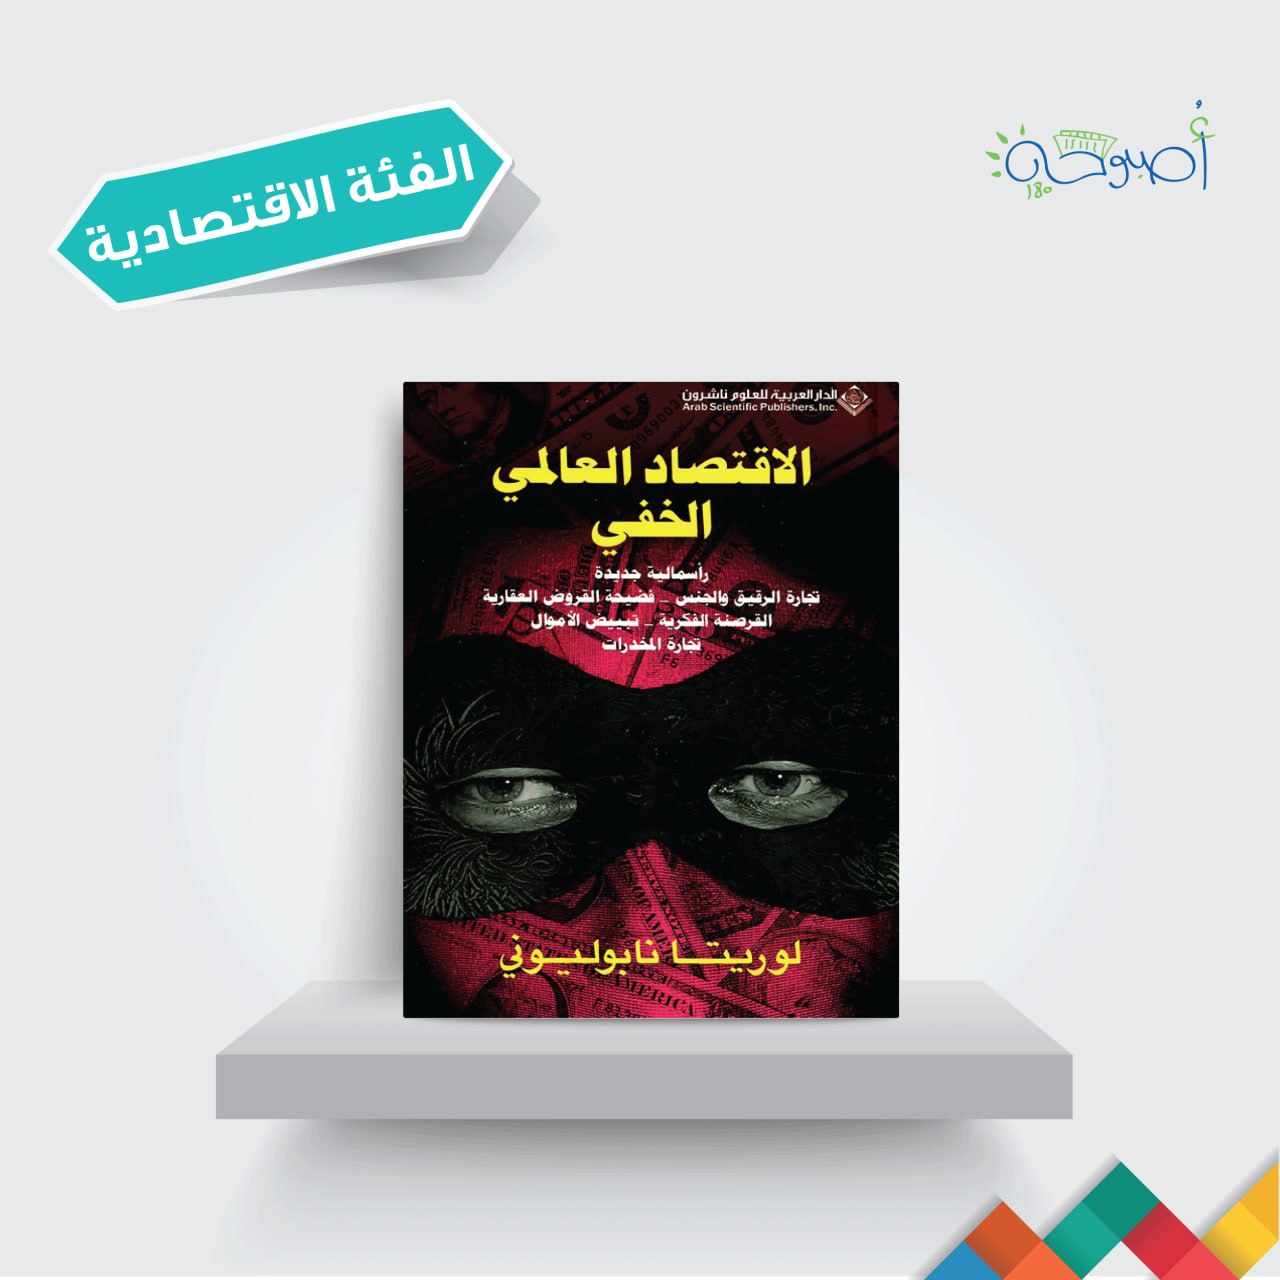 أصبوحة
١٨٠
الفئة الاقتصادية
الدار العربية للعلوم ناشرون
Arab Scientific Publishers, Inc.
الاقتصاد العالمي
الخفي
رأسمالية جديدة
تجارة الرقيق والجنس - فضيحة القروض العقارية
القرصنة الفكرية - تبييض الأموال
تجارة المخدرات
لوريتا نابوليوني